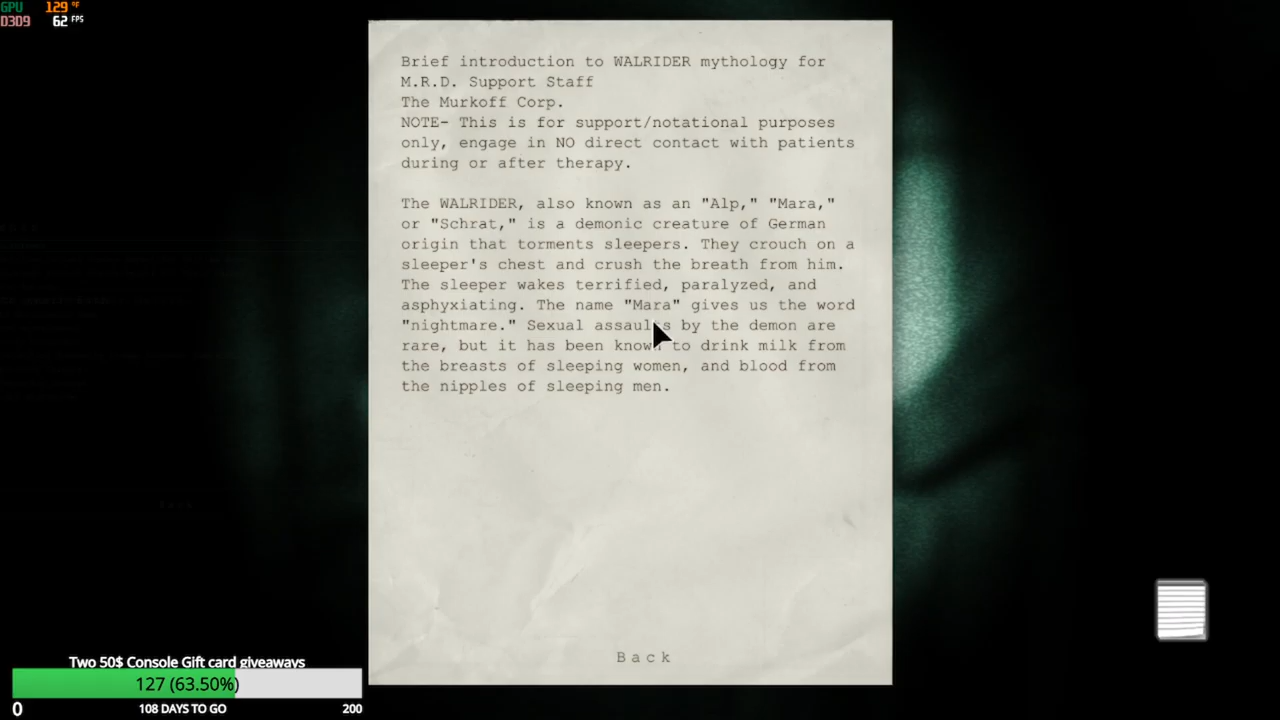 GPU 129 °F
D3D9 62 FPS
Brief introduction to WALRIDER mythology for
M.R.D. Support Staff
The Murkoff Corp.
NOTE- This is for support/notational purposes
only, engage in NO direct contact with patients
during or after therapy.
The WALRIDER, also known as an "Alp," "Mara,"
or "Schrat," is a demonic creature of German
origin that torments sleepers. They crouch on a
sleeper's chest and crush the breath from him.
The sleeper wakes terrified, paralyzed, and
asphyxiating. The name "Mara" gives us the word
"nightmare." Sexual assaults by the demon are
rare, but it has been known to drink milk from
the breasts of sleeping women, and blood from
the nipples of sleeping men.
Back
Two 50$ Console Gift card giveaways
127 (63.50%)
0 108 DAYS TO GO 200